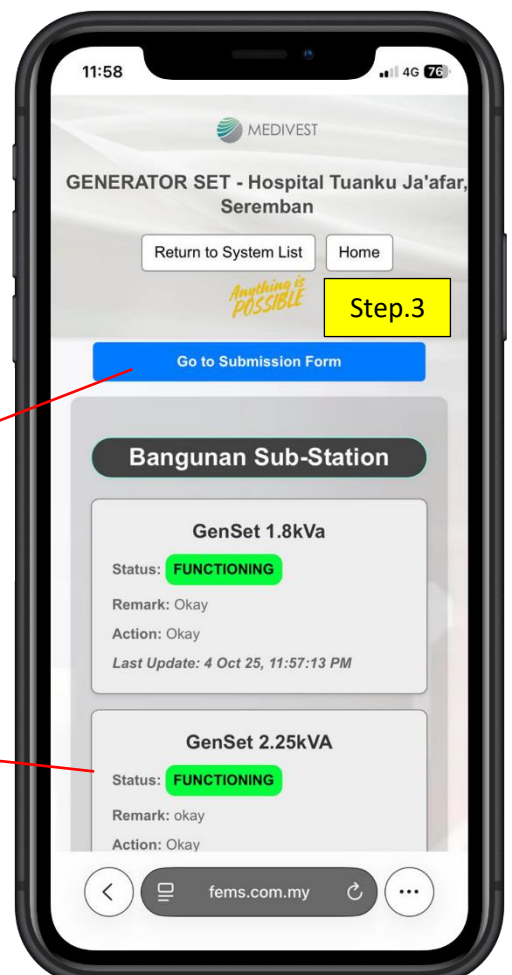 11:58
4G 76
MEDIVEST
GENERATOR SET - Hospital Tuanku Ja'afar,
Seremban
Return to System List Home
Anything is
POSSIBLE
Step.3
Go to Submission Form
Bangunan Sub-Station
GenSet 1.8kVa
Status: FUNCTIONING
Remark: Okay
Action: Okay
Last Update: 4 Oct 25, 11:57:13 PM
GenSet 2.25kVA
Status: FUNCTIONING
Remark: okay
Action: Okay
fems.com.my